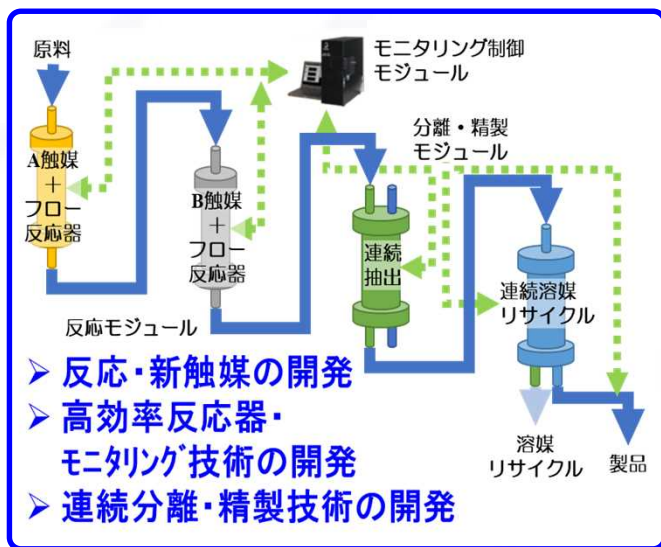 原料
モニタリング制御
モジュール
分離・精製
モジュール
A触媒
＋
フロー
反応器
B触媒
＋
フロー
反応器
連続
抽出
連続溶媒
リサイクル
反応モジュール
溶媒
リサイクル
製品
➢ 反応・新触媒の開発
➢ 高効率反応器・
モニタリング技術の開発
➢ 連続分離・精製技術の開発